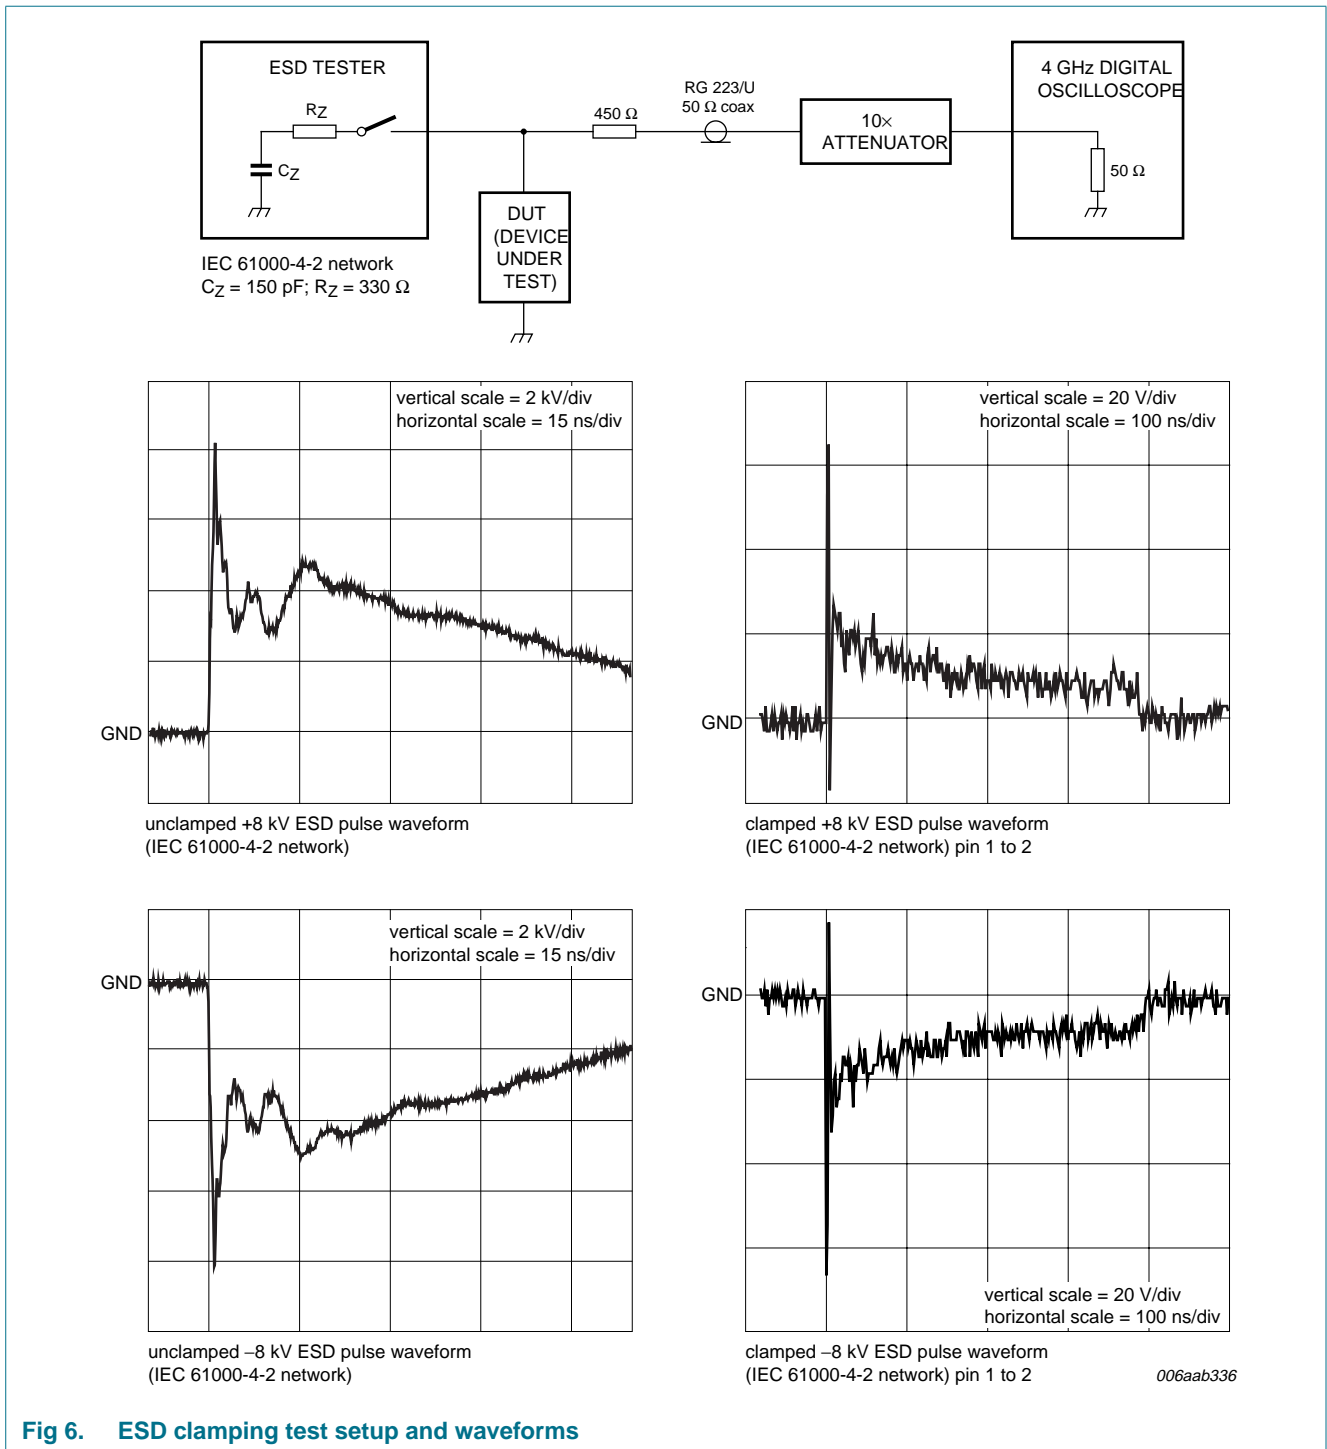 ESD TESTER
RZ
CZ
IEC 61000-4-2 network
CZ = 150 pF; RZ = 330 Ω
DUT
(DEVICE
UNDER
TEST)
450 Ω
RG 223/U
50 Ω coax
10×
ATTENUATOR
4 GHz DIGITAL
OSCILLOSCOPE
50 Ω
vertical scale = 2 kV/div
horizontal scale = 15 ns/div
GND
unclamped +8 kV ESD pulse waveform
(IEC 61000-4-2 network)
vertical scale = 20 V/div
horizontal scale = 100 ns/div
GND
clamped +8 kV ESD pulse waveform
(IEC 61000-4-2 network) pin 1 to 2
vertical scale = 2 kV/div
horizontal scale = 15 ns/div
GND
unclamped −8 kV ESD pulse waveform
(IEC 61000-4-2 network)
GND
vertical scale = 20 V/div
horizontal scale = 100 ns/div
clamped −8 kV ESD pulse waveform
(IEC 61000-4-2 network) pin 1 to 2
006aab336
Fig 6. ESD clamping test setup and waveforms